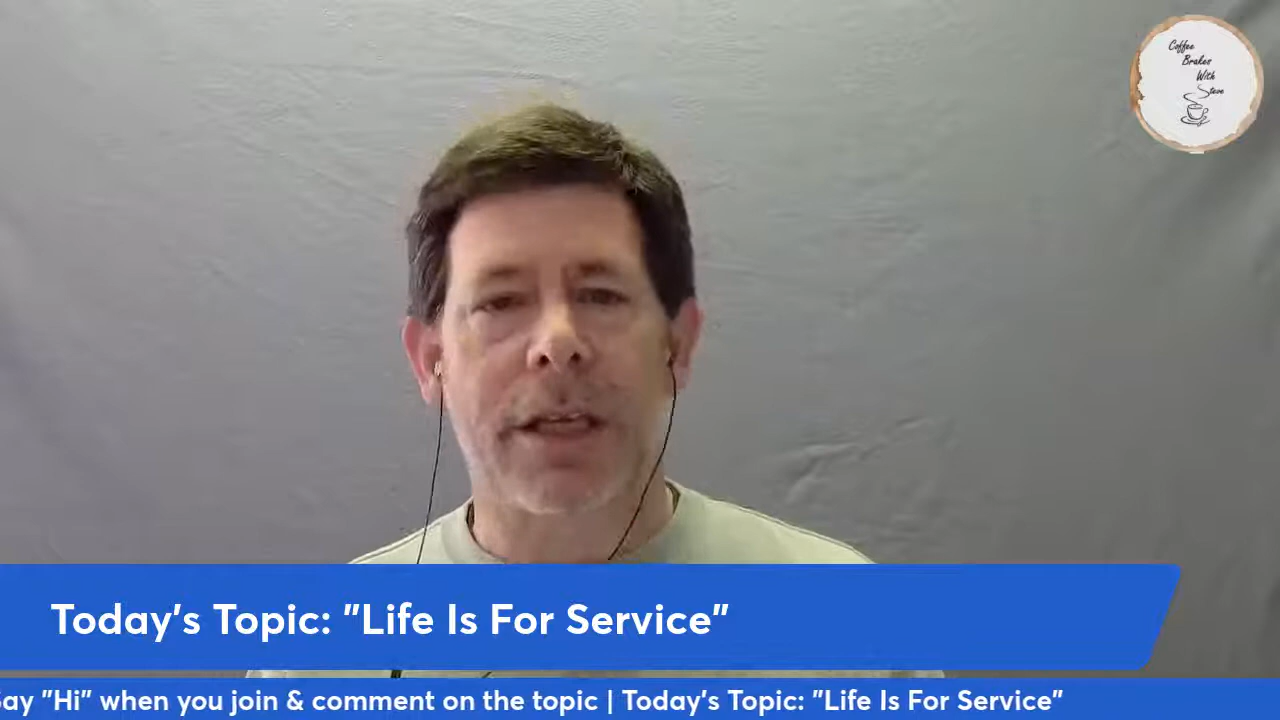 Coffee
Brakes
With
Steve
Today's Topic: "Life Is For Service"
Say "Hi" when you join & comment on the topic | Today's Topic: "Life Is For Service"